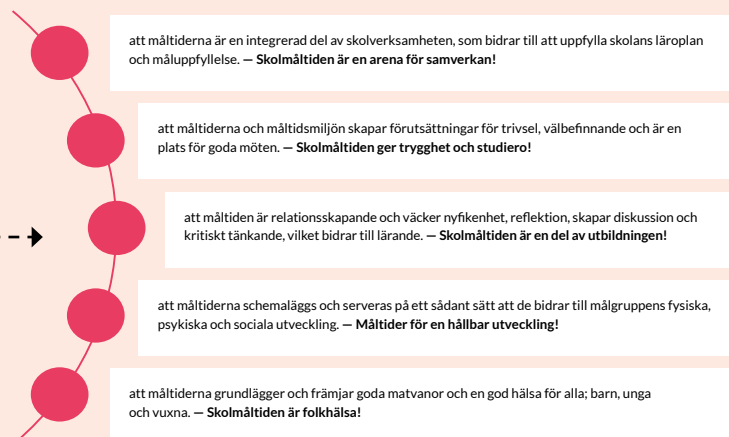 att måltiderna är en integrerad del av skolverksamheten, som bidrar till att uppfylla skolans läroplan
och måluppfyllelse. — Skolmåltiden är en arena för samverkan!
att måltiderna och måltidsmiljön skapar förutsättningar för trivsel, välbefinnande och är en
plats för goda möten. — Skolmåltiden ger trygghet och studiero!
att måltiden är relationsskapande och väcker nyfikenhet, reflektion, skapar diskussion och
kritiskt tänkande, vilket bidrar till lärande. — Skolmåltiden är en del av utbildningen!
att måltiderna schemaläggs och serveras på ett sådant sätt att de bidrar till målgruppens fysiska,
psykiska och sociala utveckling. — Måltider för en hållbar utveckling!
att måltiderna grundlägger och främjar goda matvanor och en god hälsa för alla; barn, unga
och vuxna. — Skolmåltiden är folkhälsa!